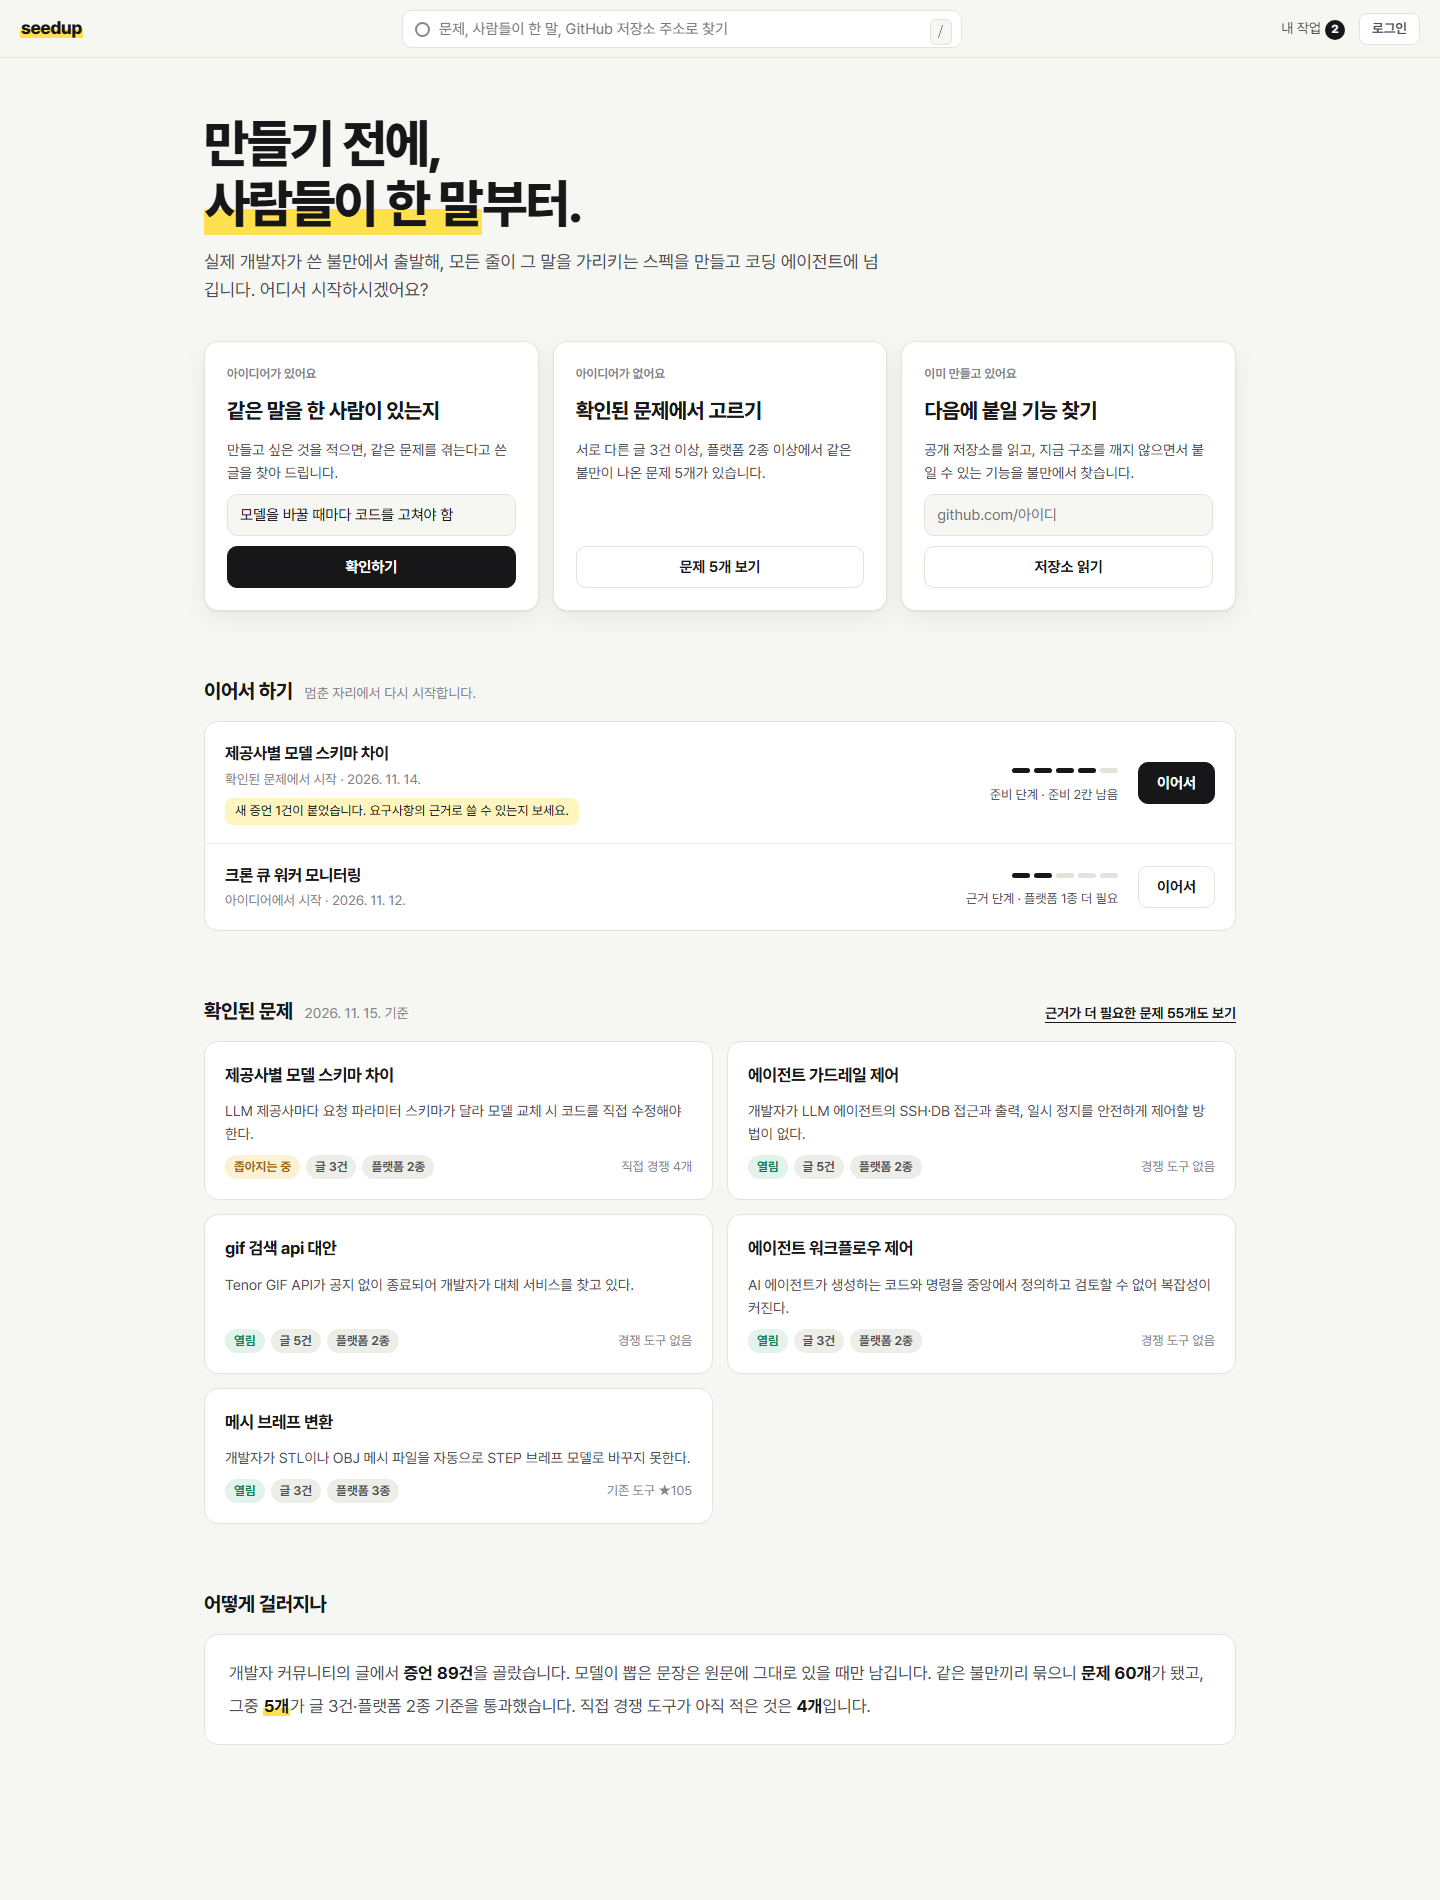 seedup
문제, 사람들이 한 말, GitHub 저장소 주소로 찾기
/
내 작업 2
로그인
만들기 전에,
사람들이 한 말부터.
실제 개발자가 쓴 불만에서 출발해, 모든 줄이 그 말을 가리키는 스펙을 만들고 코딩 에이전트에 넘
깁니다. 어디서 시작하시겠어요?
아이디어가 있어요
같은 말을 한 사람이 있는지
만들고 싶은 것을 적으면, 같은 문제를 겪는다고 쓴
글을 찾아 드립니다.
모델을 바꿀 때마다 코드를 고쳐야 함
확인하기
아이디어가 없어요
확인된 문제에서 고르기
서로 다른 글 3건 이상, 플랫폼 2종 이상에서 같은
불만이 나온 문제 5개가 있습니다.
문제 5개 보기
이미 만들고 있어요
다음에 붙일 기능 찾기
공개 저장소를 읽고, 지금 구조를 깨지 않으면서 붙
일 수 있는 기능을 불만에서 찾습니다.
github.com/아이디
저장소 읽기
이어서 하기 멈춘 자리에서 다시 시작합니다.
제공사별 모델 스키마 차이
확인된 문제에서 시작 · 2026. 11. 14.
새 증언 1건이 붙었습니다. 요구사항의 근거로 쓸 수 있는지 보세요.
준비 단계 · 준비 2칸 남음
이어서
크론 큐 워커 모니터링
아이디어에서 시작 · 2026. 11. 12.
근거 단계 · 플랫폼 1종 더 필요
이어서
확인된 문제 2026. 11. 15. 기준
근거가 더 필요한 문제 55개도 보기
제공사별 모델 스키마 차이
LLM 제공사마다 요청 파라미터 스키마가 달라 모델 교체 시 코드를 직접 수정해야
한다.
좁아지는 중 글 3건 플랫폼 2종 직접 경쟁 4개
에이전트 가드레일 제어
개발자가 LLM 에이전트의 SSH·DB 접근과 출력, 일시 정지를 안전하게 제어할 방
법이 없다.
열림 글 5건 플랫폼 2종 경쟁 도구 없음
gif 검색 api 대안
Tenor GIF API가 공지 없이 종료되어 개발자가 대체 서비스를 찾고 있다.
열림 글 5건 플랫폼 2종 경쟁 도구 없음
에이전트 워크플로우 제어
AI 에이전트가 생성하는 코드와 명령을 중앙에서 정의하고 검토할 수 없어 복잡성이
커진다.
열림 글 3건 플랫폼 2종 경쟁 도구 없음
메시 브레프 변환
개발자가 STL이나 OBJ 메시 파일을 자동으로 STEP 브레프 모델로 바꾸지 못한다.
열림 글 3건 플랫폼 3종 기존 도구 ★105
어떻게 걸러지나
개발자 커뮤니티의 글에서 증언 89건을 골랐습니다. 모델이 뽑은 문장은 원문에 그대로 있을 때만 남깁니다. 같은 불만끼리 묶으니 문제 60개가 됐고,
그중 5개가 글 3건·플랫폼 2종 기준을 통과했습니다. 직접 경쟁 도구가 아직 적은 것은 4개입니다.